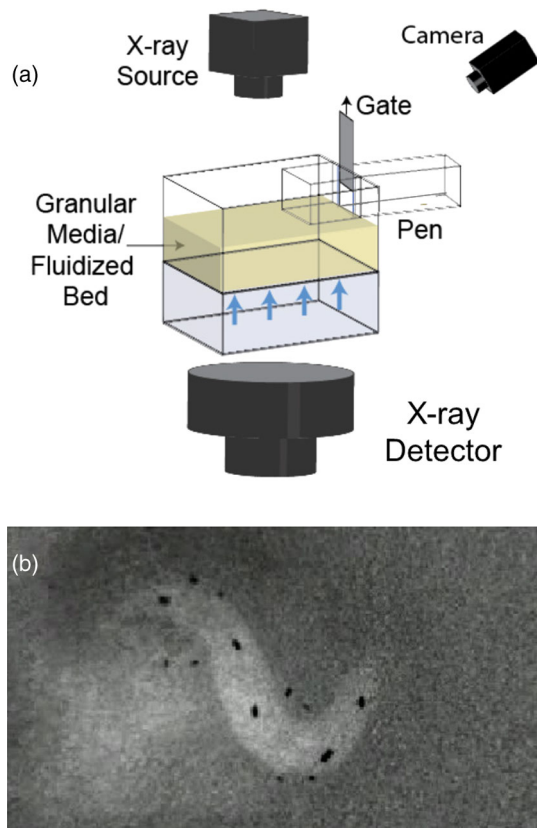 (a)
X-ray
Source
Camera
Gate
Granular
Media/
Fluidized
Bed
Pen
X-ray
Detector
(b)